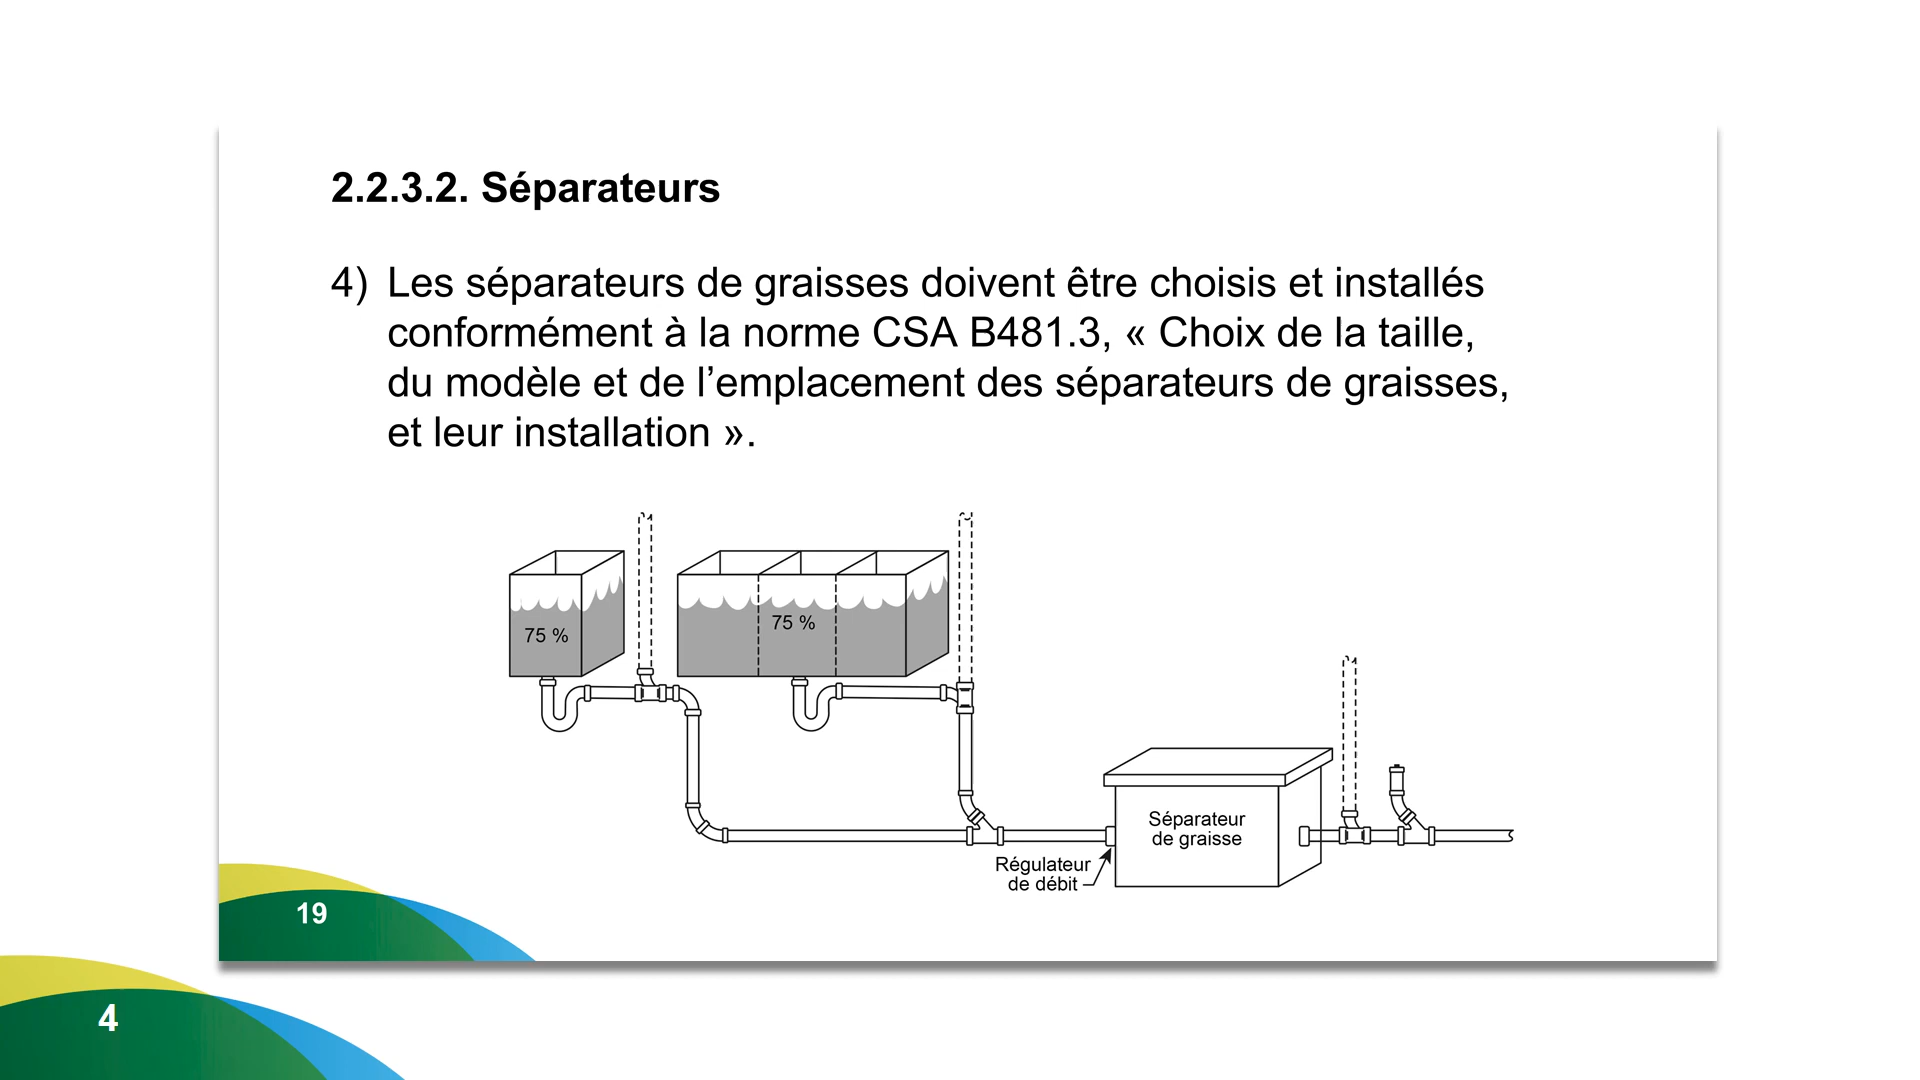 2.2.3.2. Séparateurs
4) Les séparateurs de graisses doivent être choisis et installés
conformément à la norme CSA B481.3, « Choix de la taille,
du modèle et de l’emplacement des séparateurs de graisses,
et leur installation ».
75 %
75 %
Séparateur
de graisse
Régulateur
de débit
19
4